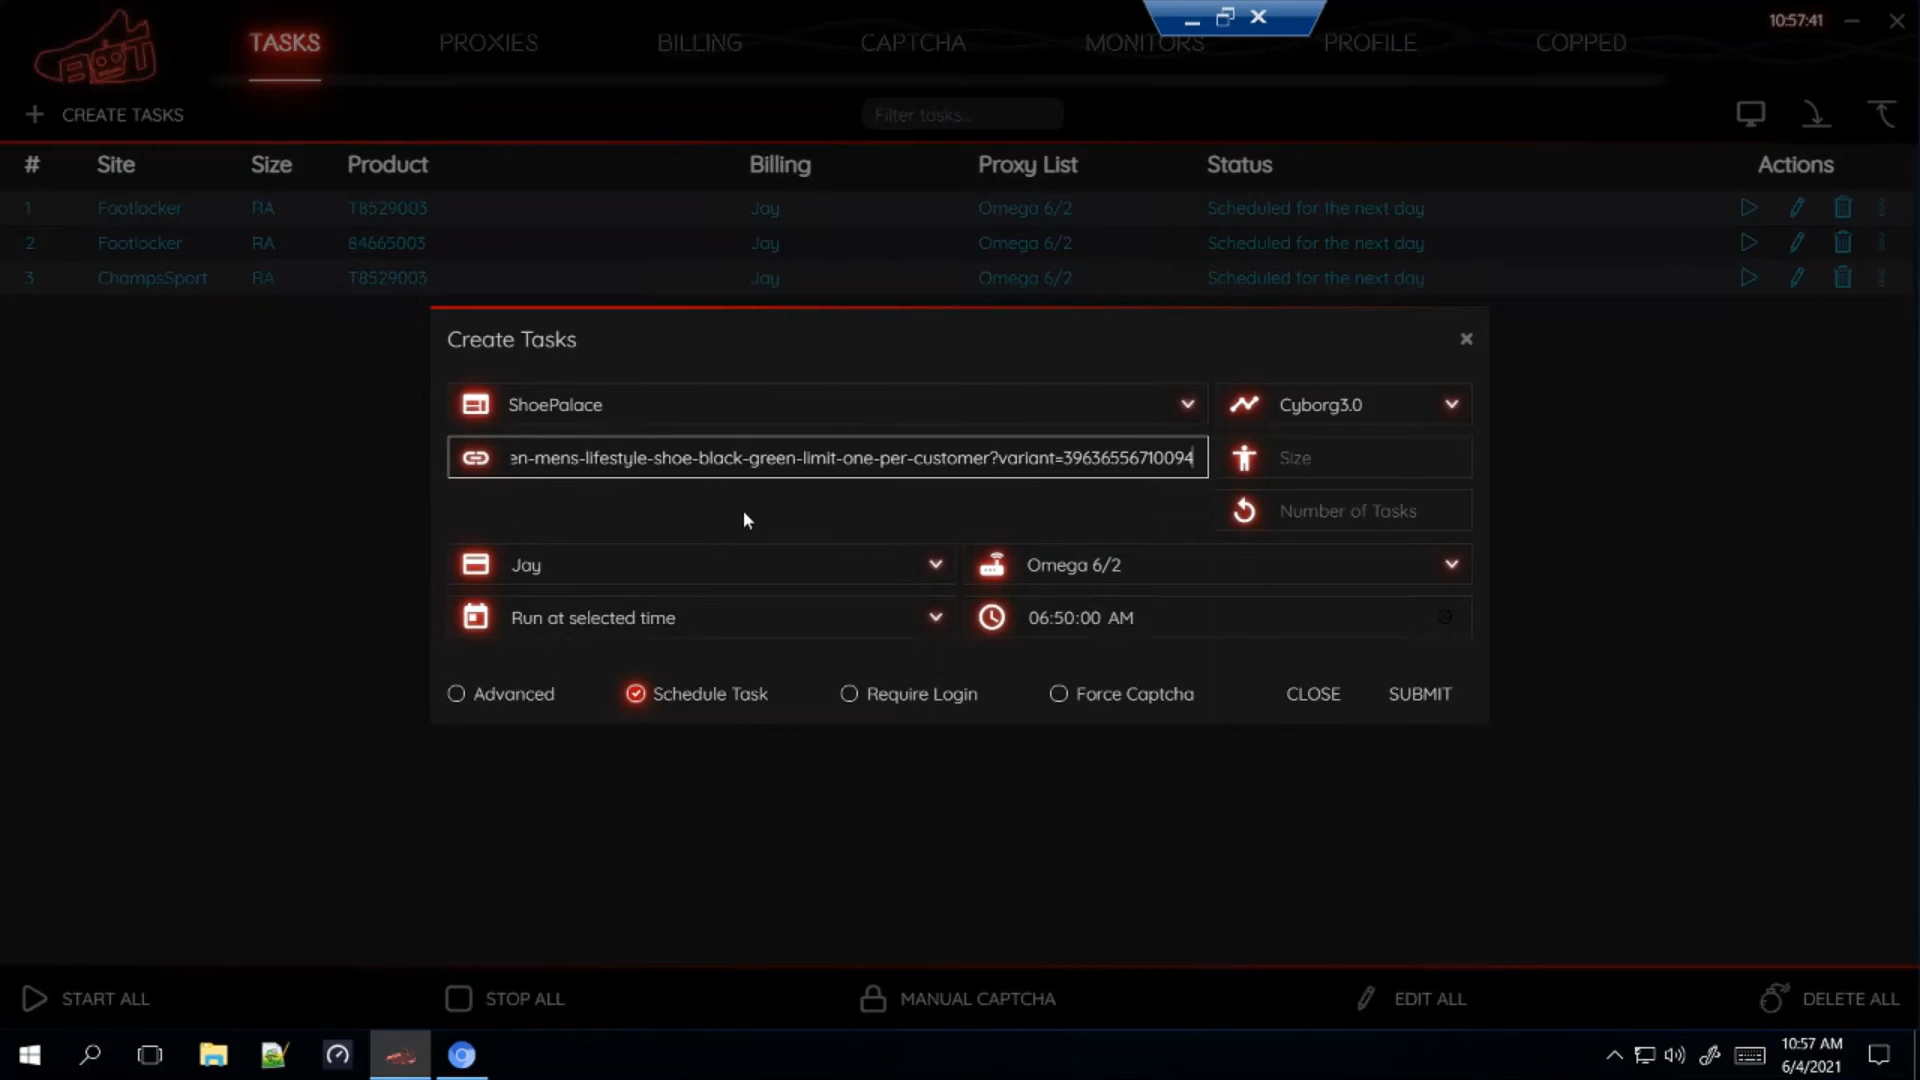 10:57:41
TASKS PROXIES BILLING CAPTCHA MONITORS PROFILE COPPED
CREATE TASKS Filter tasks...
# Site Size Product Billing Proxy List Status Actions
1 Footlocker RA T8529003 Jay Omega 6/2 Scheduled for the next day
2 Footlocker RA 84665003 Jay Omega 6/2 Scheduled for the next day
3 ChampsSport RA T8529003 Jay Omega 6/2 Scheduled for the next day
Create Tasks
ShoePalace Cyborg3.0
en-mens-lifestyle-shoe-black-green-limit-one-per-customer?variant=39636556710094 Size
Number of Tasks
Jay Omega 6/2
Run at selected time 06:50:00 AM
Advanced Schedule Task Require Login Force Captcha CLOSE SUBMIT
START ALL STOP ALL MANUAL CAPTCHA EDIT ALL DELETE ALL
10:57 AM
6/4/2021